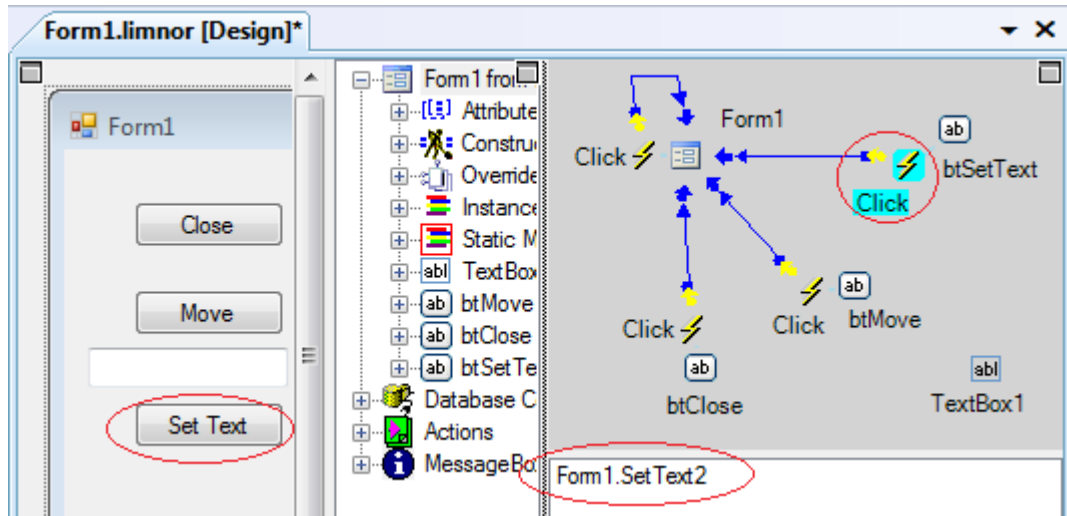 Form1.limnor [Design]*
Form1
Close
Move
Set Text
Form1 fro
Attribute
Constru
Override
Instance
Static M
TextBox
btMove
btClose
btSetTe
Database C
Actions
MessageBo
Form1
Click
btSetText
Click
Click
btClose
Click
btMove
TextBox1
Form1.SetText2